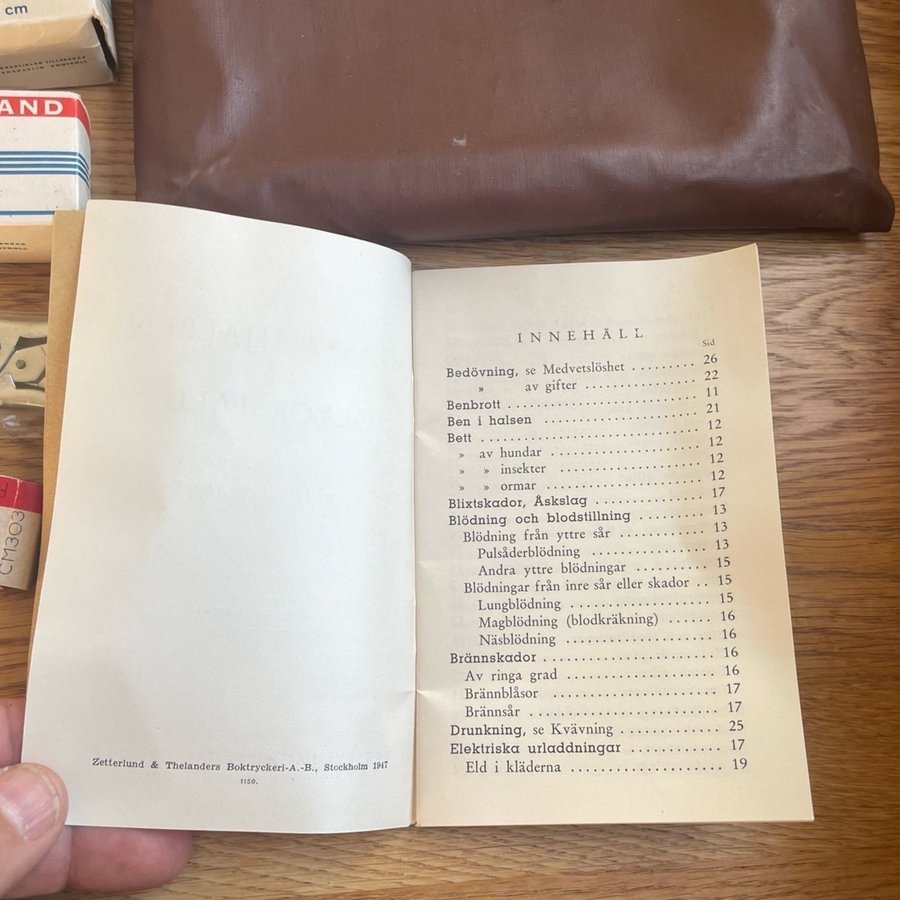 cm
AND
CM303
Zetterlund & Thelanders Boktryckeri-A.-B., Stockholm 1947
1150.
INNEHÅLL
Sid
Bedövning, se Medvetslöshet ......... 26
» av gifter ................ 22
Benbrott ........................... 11
Ben i halsen ...................... 21
Bett .............................. 12
» av hundar ..................... 12
» » insekter .................... 12
» » ormar ...................... 12
Blixtskador, Åskslag ............... 17
Blödning och blodstillning ......... 13
Blödning från yttre sår ............ 13
Pulsåderblödning ................ 13
Andra yttre blödningar ........... 15
Blödningar från inre sår eller skador .. 15
Lungblödning .................... 15
Magblödning (blodkräkning) ...... 16
Näsblödning ..................... 16
Brännskador ........................ 16
Av ringa grad ..................... 16
Brännblåsor ...................... 17
Brännsår ......................... 17
Drunkning, se Kvävning ............. 25
Elektriska urladdningar ............ 17
Eld i kläderna .................... 19